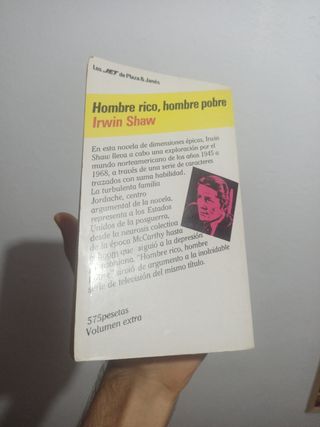 Los JET de Plaza & Janés
Hombre rico, hombre pobre
Irwin Shaw
En esta novela de dimensiones épicas, Irwin
Shaw lleva a cabo una exploración por el
mundo norteamericano de los años 1945 a
1968, a través de una serie de caracteres
trazados con suma habilidad.
La turbulenta familia
Jordache, centro
argumental de la novela,
representa a los Estados
Unidos de la posguerra,
desde la neurosis colectiva
de la época McCarthy hasta
el boom que siguió a la depresión
"Hombre rico, hombre
sirvió de argumento a la inolvidable
serie de televisión del mismo título.
575 pesetas
Volumen extra